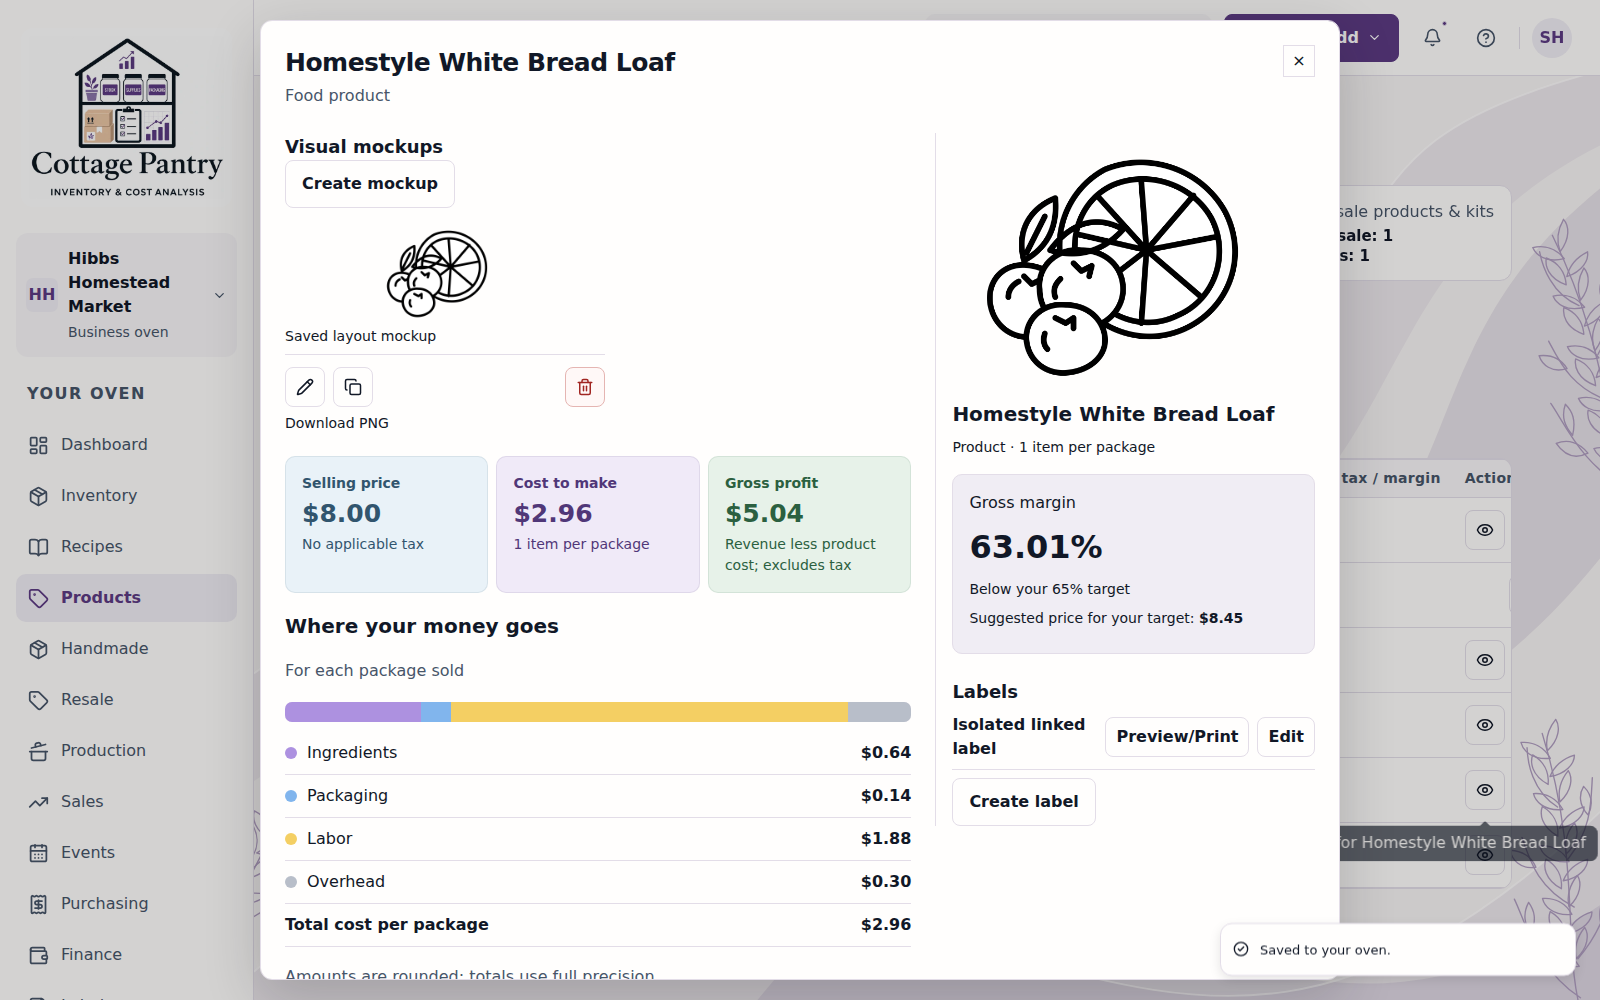 Cottage Pantry
INVENTORY & COST ANALYSIS
HH
Hibbs
Homestead
Market
Business oven
YOUR OVEN
Dashboard
Inventory
Recipes
Products
Handmade
Resale
Production
Sales
Events
Purchasing
Finance
dd
SH
Homestyle White Bread Loaf
Food product
Visual mockups
Create mockup
Saved layout mockup
Download PNG
Selling price
$8.00
No applicable tax
Cost to make
$2.96
1 item per package
Gross profit
$5.04
Revenue less product
cost; excludes tax
Where your money goes
For each package sold
Ingredients $0.64
Packaging $0.14
Labor $1.88
Overhead $0.30
Total cost per package $2.96
Amounts are rounded; totals use full precision
Homestyle White Bread Loaf
Product · 1 item per package
Gross margin
63.01%
Below your 65% target
Suggested price for your target: $8.45
Labels
Isolated linked
label
Preview/Print
Edit
Create label
sale products & kits
sale: 1
s: 1
tax / margin
Action
for Homestyle White Bread Loaf
Saved to your oven.